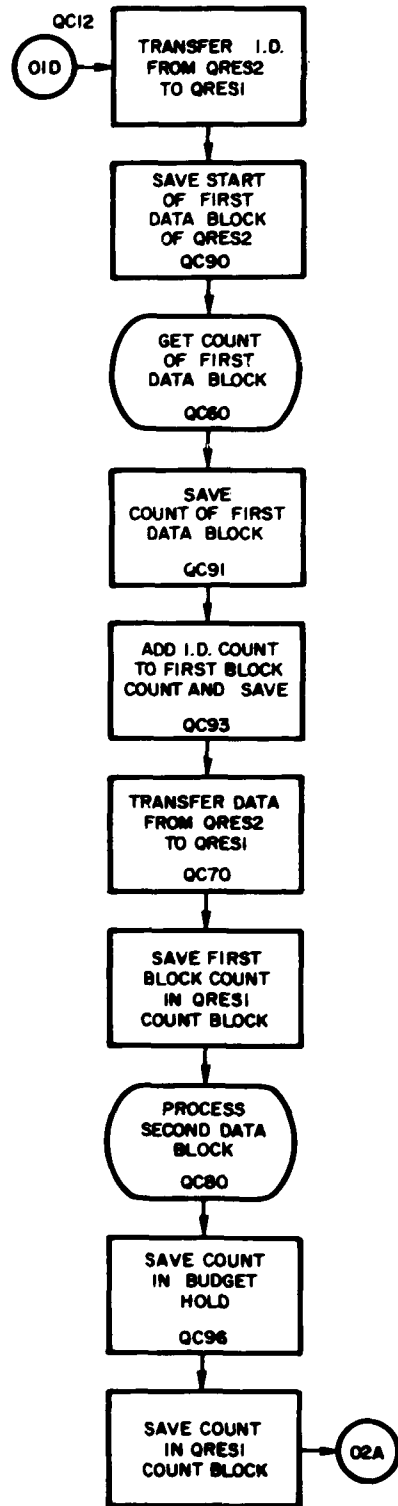 QC12
01D
TRANSFER I.D.
FROM QRES2
TO QRES1
SAVE START
OF FIRST
DATA BLOCK
OF QRES2
QC90
GET COUNT
OF FIRST
DATA BLOCK
QC60
SAVE
COUNT OF FIRST
DATA BLOCK
QC91
ADD I.D. COUNT
TO FIRST BLOCK
COUNT AND SAVE
QC93
TRANSFER DATA
FROM QRES2
TO QRES1
QC70
SAVE FIRST
BLOCK COUNT
IN QRES1
COUNT BLOCK
PROCESS
SECOND DATA
BLOCK
QC80
SAVE COUNT
IN BUDGET
HOLD
QC96
SAVE COUNT
IN QRES1
COUNT BLOCK
02A